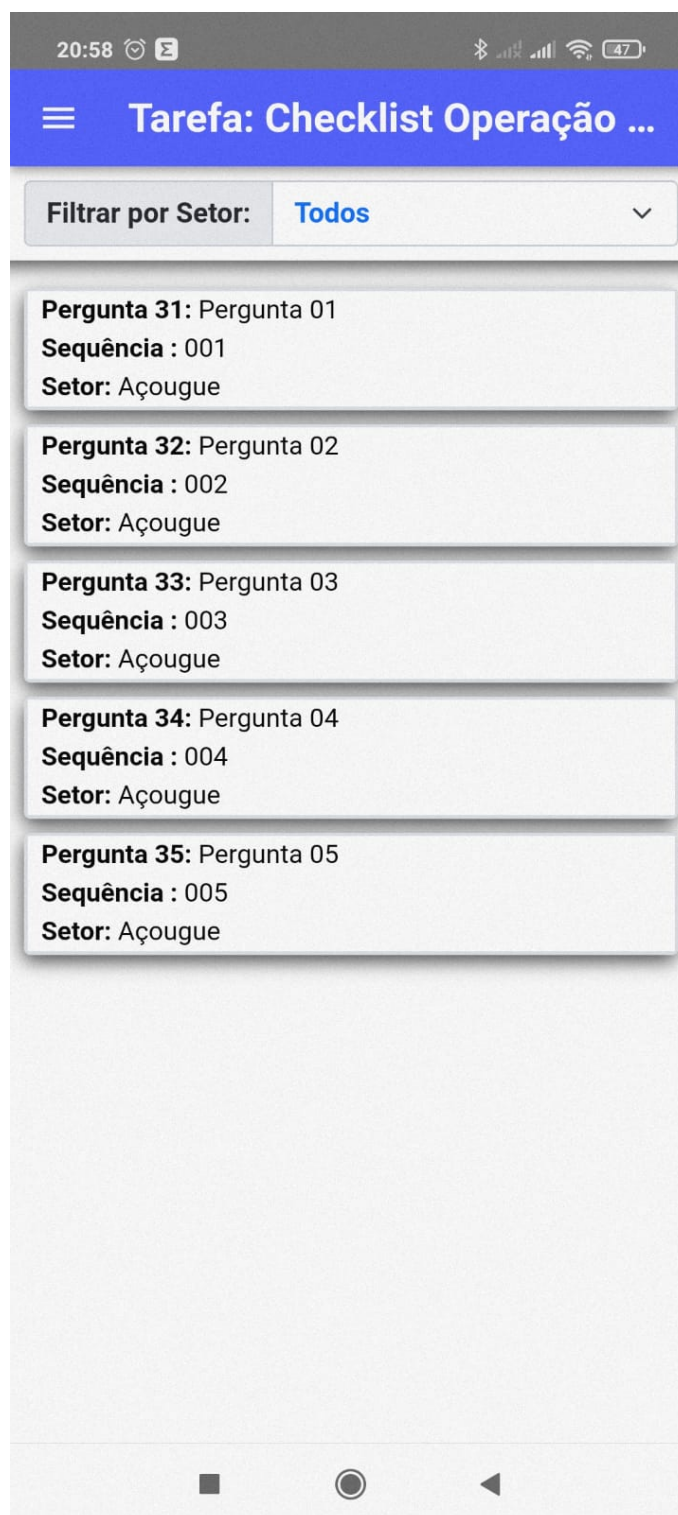 20:58
47
Tarefa: Checklist Operação ...
Filtrar por Setor: Todos
Pergunta 31: Pergunta 01
Sequência : 001
Setor: Açougue
Pergunta 32: Pergunta 02
Sequência : 002
Setor: Açougue
Pergunta 33: Pergunta 03
Sequência : 003
Setor: Açougue
Pergunta 34: Pergunta 04
Sequência : 004
Setor: Açougue
Pergunta 35: Pergunta 05
Sequência : 005
Setor: Açougue